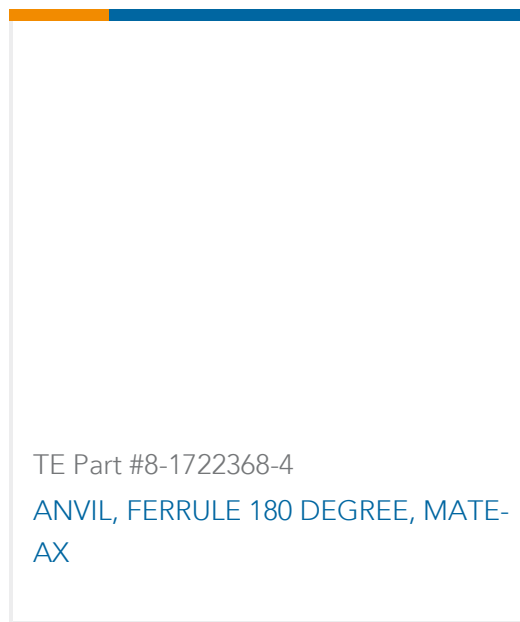 TE Part #8-1722368-4
ANVIL, FERRULE 180 DEGREE, MATE-
AX